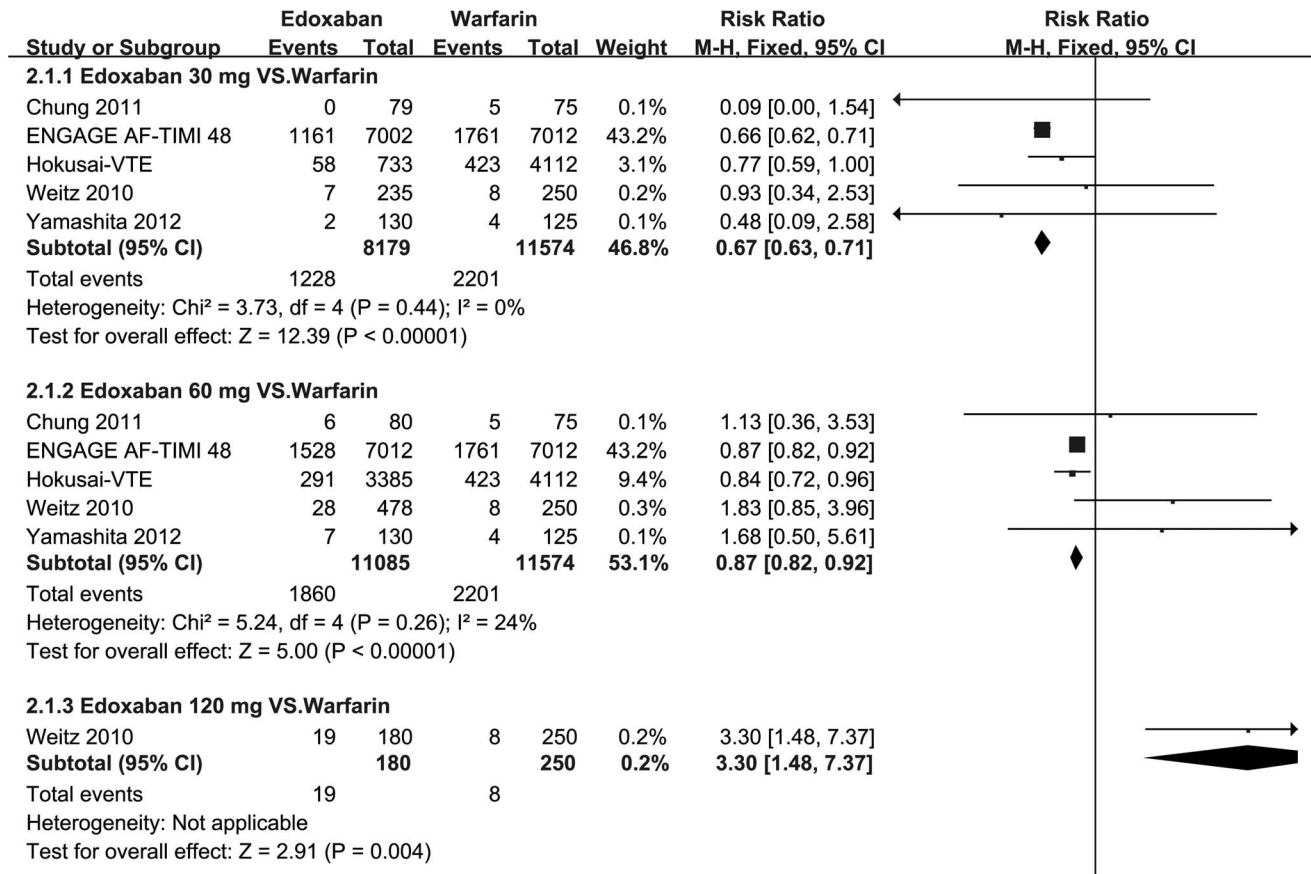 Edoxaban Warfarin Risk Ratio Risk Ratio
Study or Subgroup Events Total Events Total Weight M-H, Fixed, 95% CI M-H, Fixed, 95% CI
2.1.1 Edoxaban 30 mg VS.Warfarin
Chung 2011 0 79 5 75 0.1% 0.09 [0.00, 1.54]
ENGAGE AF-TIMI 48 1161 7002 1761 7012 43.2% 0.66 [0.62, 0.71]
Hokusai-VTE 58 733 423 4112 3.1% 0.77 [0.59, 1.00]
Weitz 2010 7 235 8 250 0.2% 0.93 [0.34, 2.53]
Yamashita 2012 2 130 4 125 0.1% 0.48 [0.09, 2.58]
Subtotal (95% CI) 8179 11574 46.8% 0.67 [0.63, 0.71]
Total events 1228 2201
Heterogeneity: Chi² = 3.73, df = 4 (P = 0.44); I² = 0%
Test for overall effect: Z = 12.39 (P < 0.00001)
2.1.2 Edoxaban 60 mg VS.Warfarin
Chung 2011 6 80 5 75 0.1% 1.13 [0.36, 3.53]
ENGAGE AF-TIMI 48 1528 7012 1761 7012 43.2% 0.87 [0.82, 0.92]
Hokusai-VTE 291 3385 423 4112 9.4% 0.84 [0.72, 0.96]
Weitz 2010 28 478 8 250 0.3% 1.83 [0.85, 3.96]
Yamashita 2012 7 130 4 125 0.1% 1.68 [0.50, 5.61]
Subtotal (95% CI) 11085 11574 53.1% 0.87 [0.82, 0.92]
Total events 1860 2201
Heterogeneity: Chi² = 5.24, df = 4 (P = 0.26); I² = 24%
Test for overall effect: Z = 5.00 (P < 0.00001)
2.1.3 Edoxaban 120 mg VS.Warfarin
Weitz 2010 19 180 8 250 0.2% 3.30 [1.48, 7.37]
Subtotal (95% CI) 180 250 0.2% 3.30 [1.48, 7.37]
Total events 19 8
Heterogeneity: Not applicable
Test for overall effect: Z = 2.91 (P = 0.004)